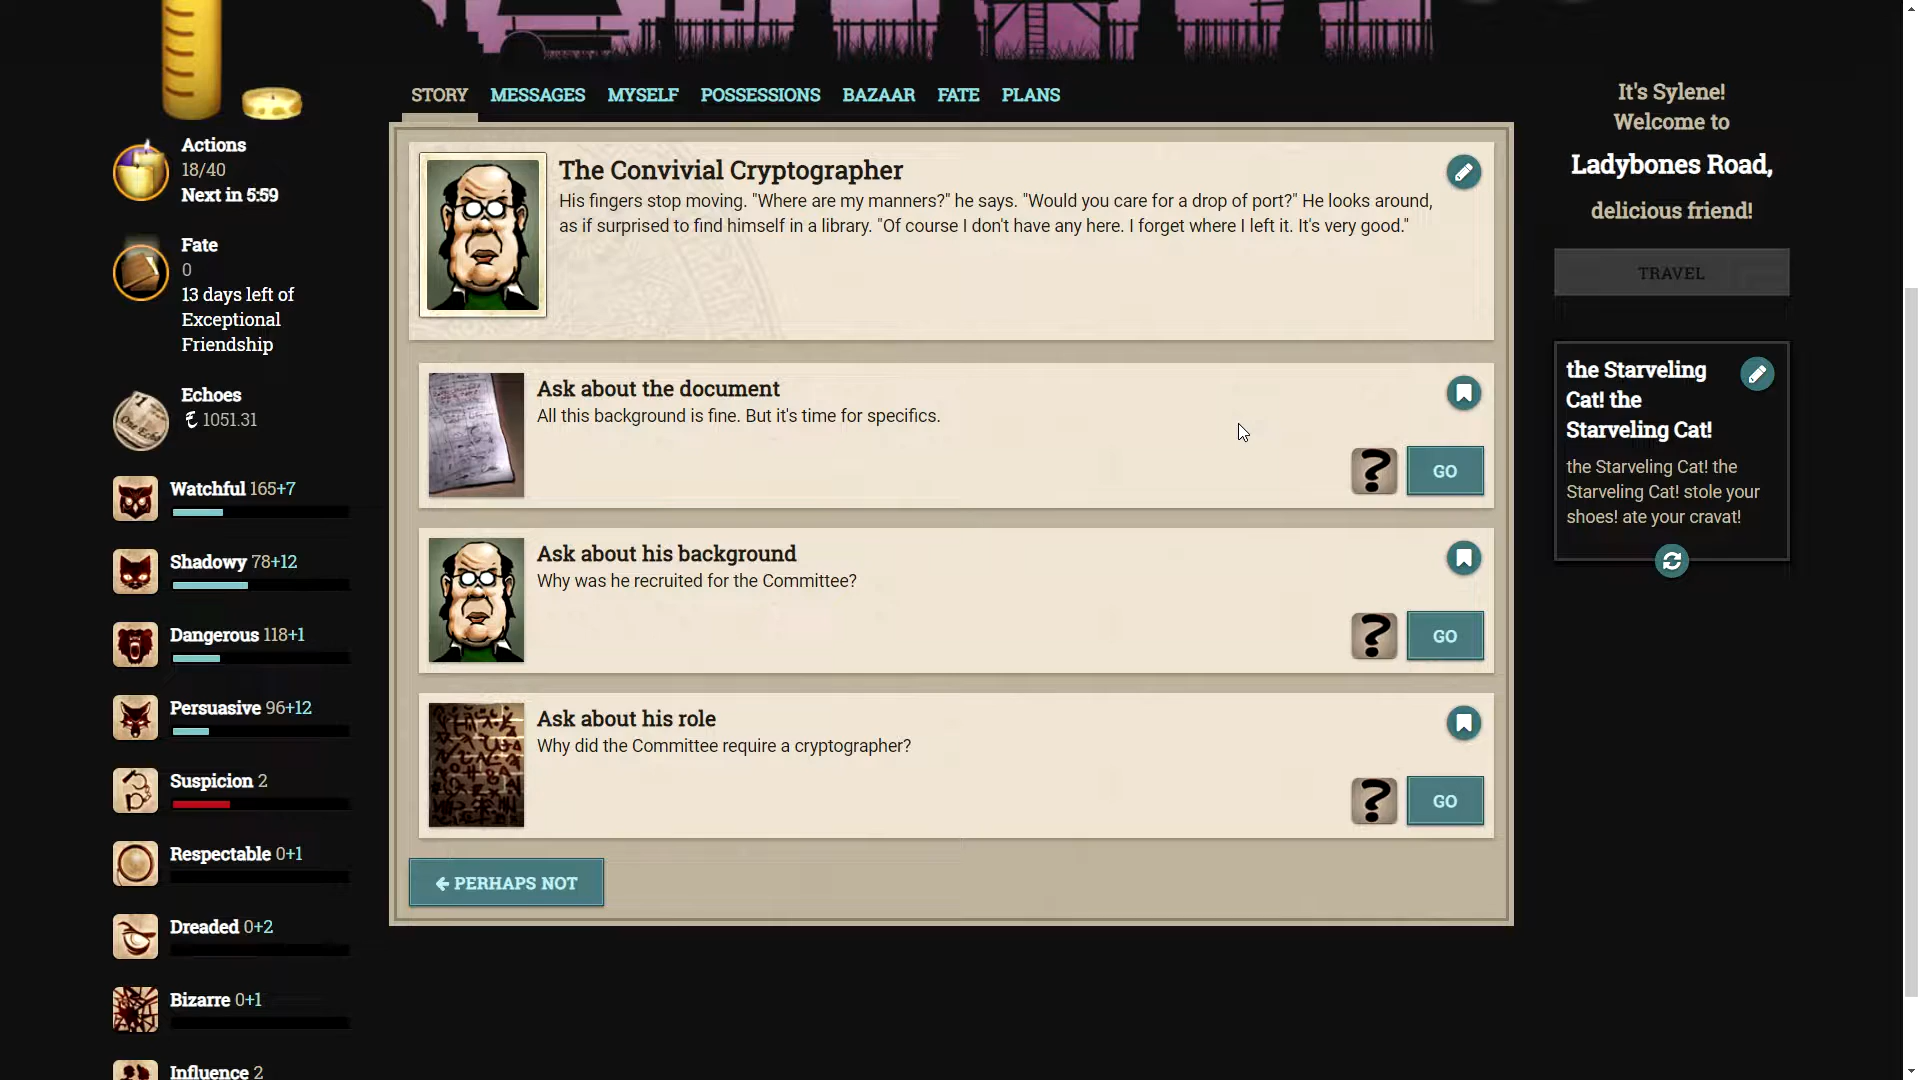 STORY MESSAGES MYSELF POSSESSIONS BAZAAR FATE PLANS
Actions
18/40
Next in 5:59
Fate
0
13 days left of
Exceptional
Friendship
Echoes
1051.31
Watchful 165+7
Shadowy 78+12
Dangerous 118+1
Persuasive 96+12
Suspicion 2
Respectable 0+1
Dreaded 0+2
Bizarre 0+1
Influence 2
The Convivial Cryptographer
His fingers stop moving. "Where are my manners?" he says. "Would you care for a drop of port?" He looks around,
as if surprised to find himself in a library. "Of course I don't have any here. I forget where I left it. It's very good."
Ask about the document
All this background is fine. But it's time for specifics.
? GO
Ask about his background
Why was he recruited for the Committee?
? GO
Ask about his role
Why did the Committee require a cryptographer?
? GO
PERHAPS NOT
It's Sylene!
Welcome to
Ladybones Road,
delicious friend!
TRAVEL
the Starveling
Cat! the
Starveling Cat!
the Starveling Cat! the
Starveling Cat! stole your
shoes! ate your cravat!